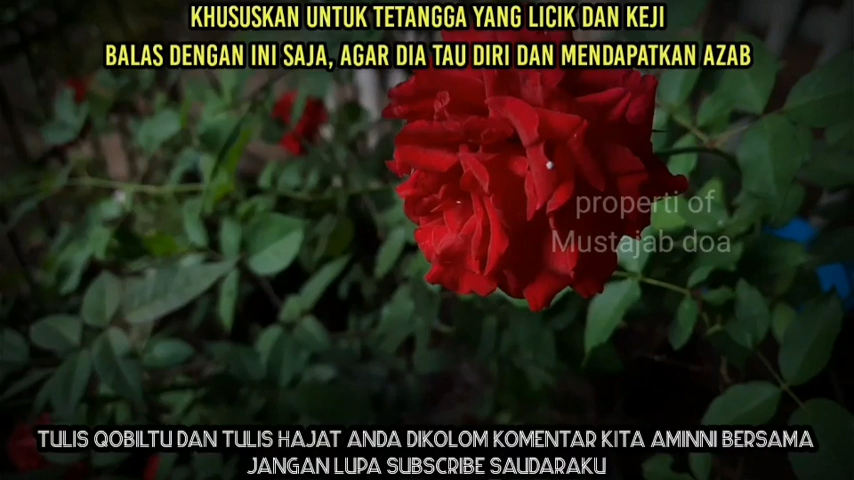 KHUSUSKAN UNTUK TETANGGA YANG LICIK DAN KEJI
BALAS DENGAN INI SAJA, AGAR DIA TAU DIRI DAN MENDAPATKAN AZAB
properti of
Mustajab doa
TULIS QOBILTU DAN TULIS HAJAT ANDA DIKOLOM KOMENTAR KITA AMINNI BERSAMA
JANGAN LUPA SUBSCRIBE SAUDARAKU